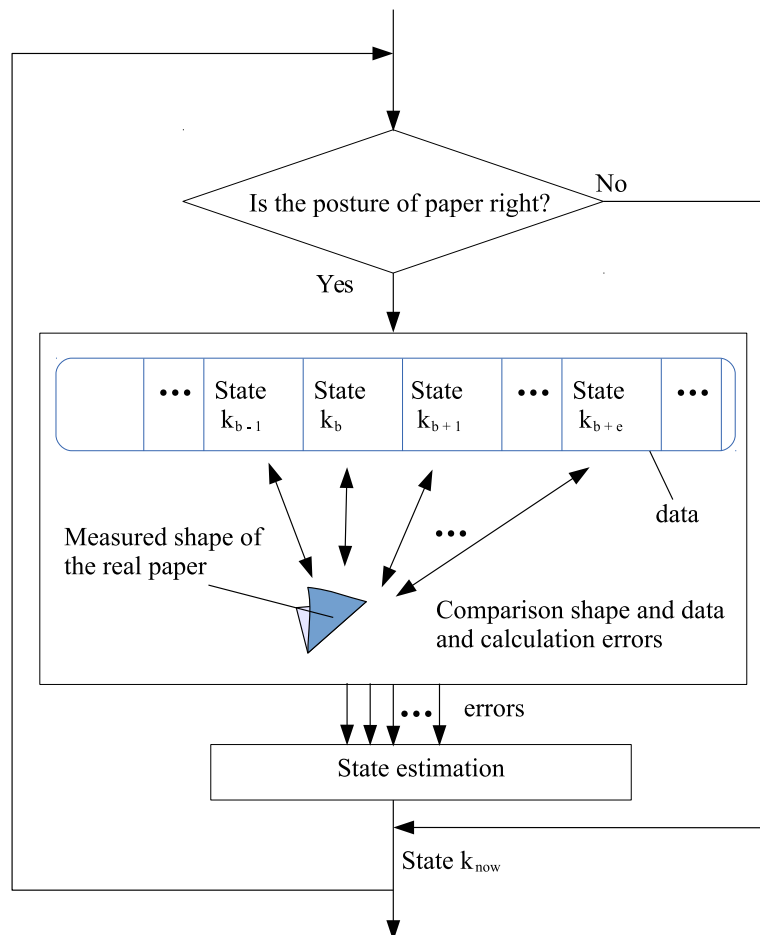 Is the posture of paper right?
No
Yes
••• State State State ••• State •••
k_{b-1} k_b k_{b+1} k_{b+e}
data
Measured shape of
the real paper
•••
Comparison shape and data
and calculation errors
••• errors
State estimation
State k_{now}